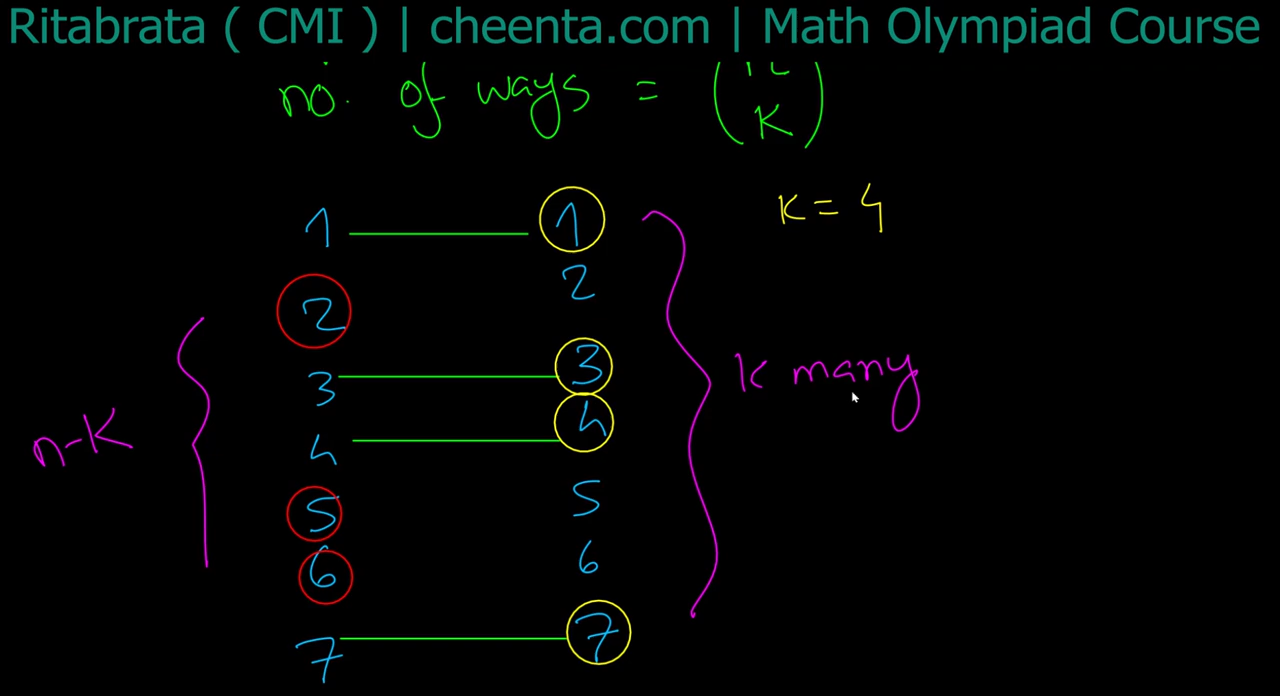 Ritabrata ( CMI ) | cheenta.com | Math Olympiad Course
no. of ways = ( K )
K = 4
1 1
2 2
3 3
4 4
5 5
6 6
7 7
n-K
K many